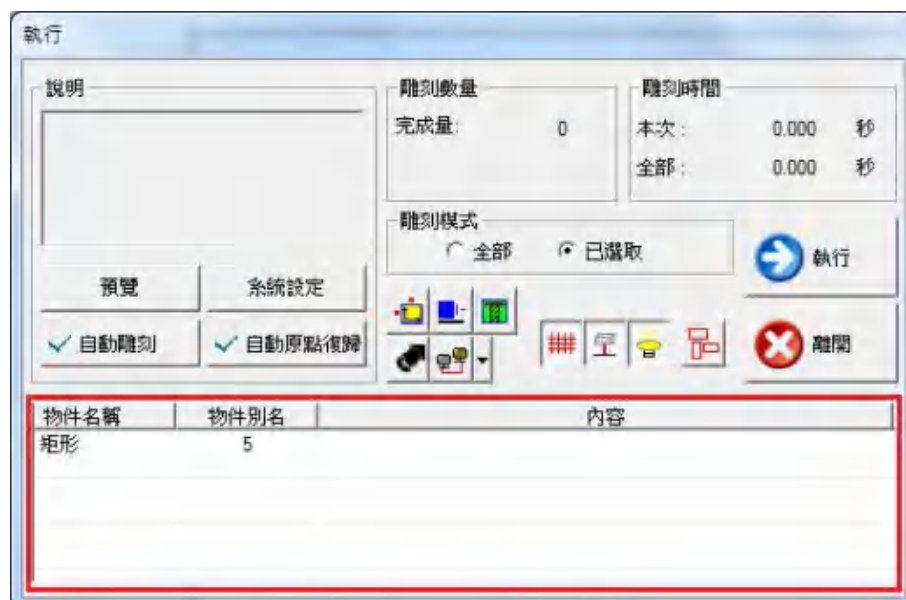 執行
說明
雕刻數量
完成量: 0
雕刻時間
本次: 0.000 秒
全部: 0.000 秒
雕刻模式
全部 已選取
執行
預覽 系統設定
自動雕刻 自動原點復歸
離開
物件名稱 物件別名 內容
矩形 5